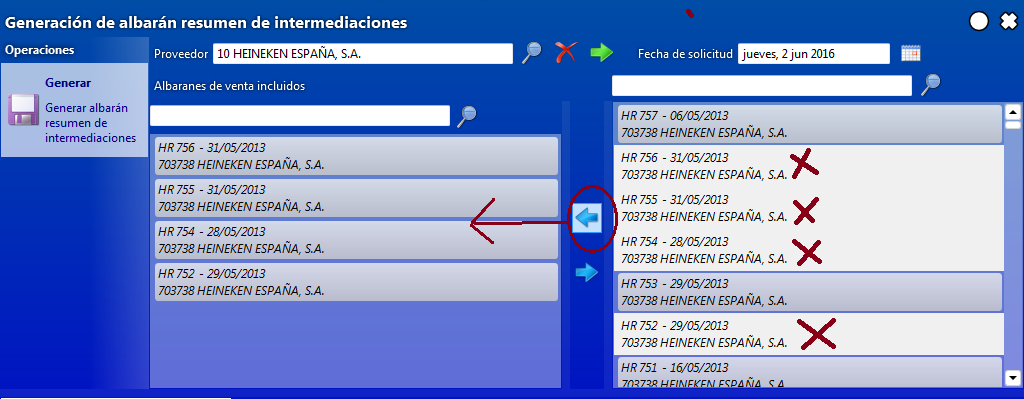 Generación de albarán resumen de intermediaciones
Operaciones
Generar
Generar albarán
resumen de
intermediaciones
Proveedor 10 HEINEKEN ESPAÑA, S.A.
Fecha de solicitud jueves, 2 jun 2016
Albaranes de venta incluidos
HR 756 - 31/05/2013
703738 HEINEKEN ESPAÑA, S.A.
HR 755 - 31/05/2013
703738 HEINEKEN ESPAÑA, S.A.
HR 754 - 28/05/2013
703738 HEINEKEN ESPAÑA, S.A.
HR 752 - 29/05/2013
703738 HEINEKEN ESPAÑA, S.A.
HR 757 - 06/05/2013
703738 HEINEKEN ESPAÑA, S.A.
HR 756 - 31/05/2013
703738 HEINEKEN ESPAÑA, S.A.
HR 755 - 31/05/2013
703738 HEINEKEN ESPAÑA, S.A.
HR 754 - 28/05/2013
703738 HEINEKEN ESPAÑA, S.A.
HR 753 - 29/05/2013
703738 HEINEKEN ESPAÑA, S.A.
HR 752 - 29/05/2013
703738 HEINEKEN ESPAÑA, S.A.
HR 751 - 16/05/2013
703738 HEINEKEN ESPAÑA, S.A.